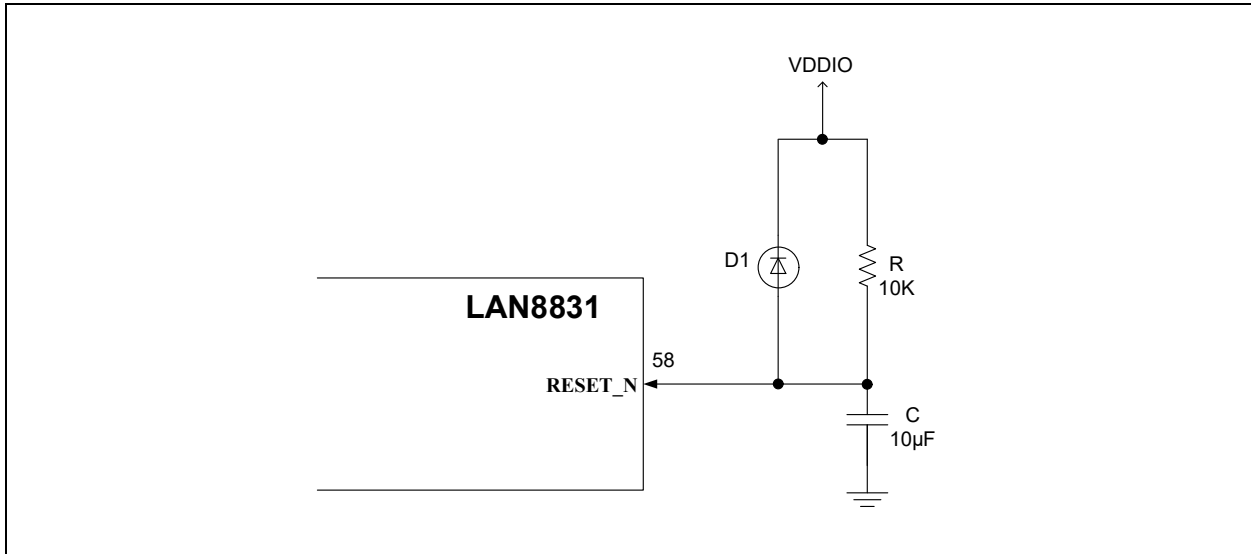 VDDIO
D1
R
10K
LAN8831
58
RESET_N
C
10µF